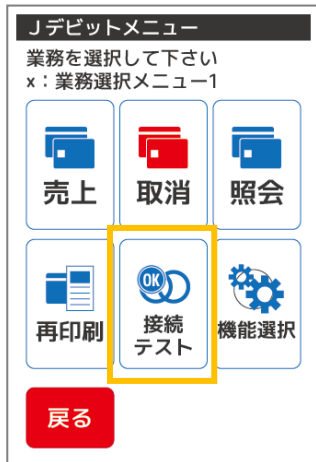 Jデビットメニュー
業務を選択して下さい
x：業務選択メニュー1
売上
取消
照会
再印刷
OK
接続
テスト
機能選択
戻る